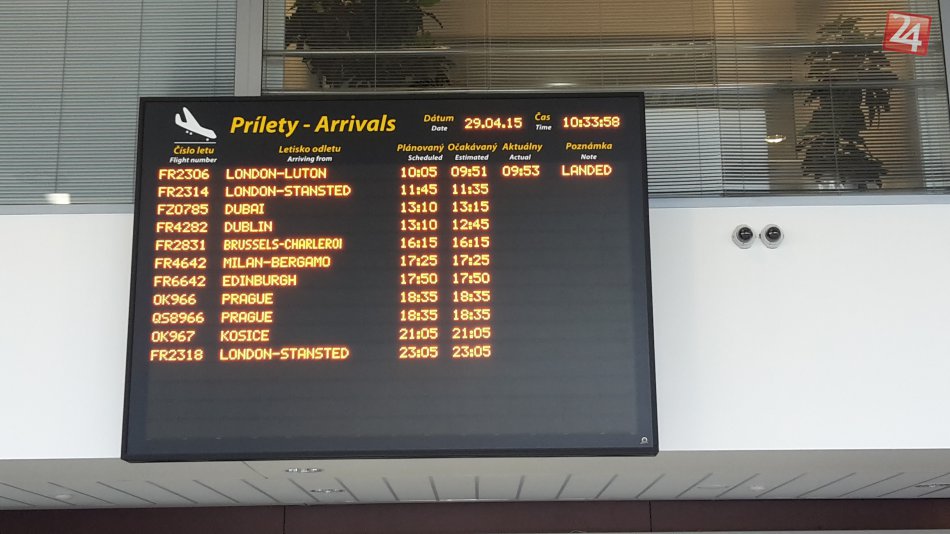 24
Prílety - Arrivals Dátum Date 29.04.15 Čas Time 10:33:58
Číslo letu Letisko odletu Plánovaný Očakávaný Aktuálny Poznámka
Flight number Arriving from Scheduled Estimated Actual Note
FR2306 LONDON-LUTON 10:05 09:51 09:53 LANDED
FR2314 LONDON-STANSTED 11:45 11:35
FZ0785 DUBAI 13:10 13:15
FR4282 DUBLIN 13:10 12:45
FR2831 BRUSSELS-CHARLEROI 16:15 16:15
FR4642 MILAN-BERGAMO 17:25 17:25
FR6642 EDINBURGH 17:50 17:50
OK966 PRAGUE 18:35 18:35
QS8966 PRAGUE 18:35 18:35
OK967 KOSICE 21:05 21:05
FR2318 LONDON-STANSTED 23:05 23:05